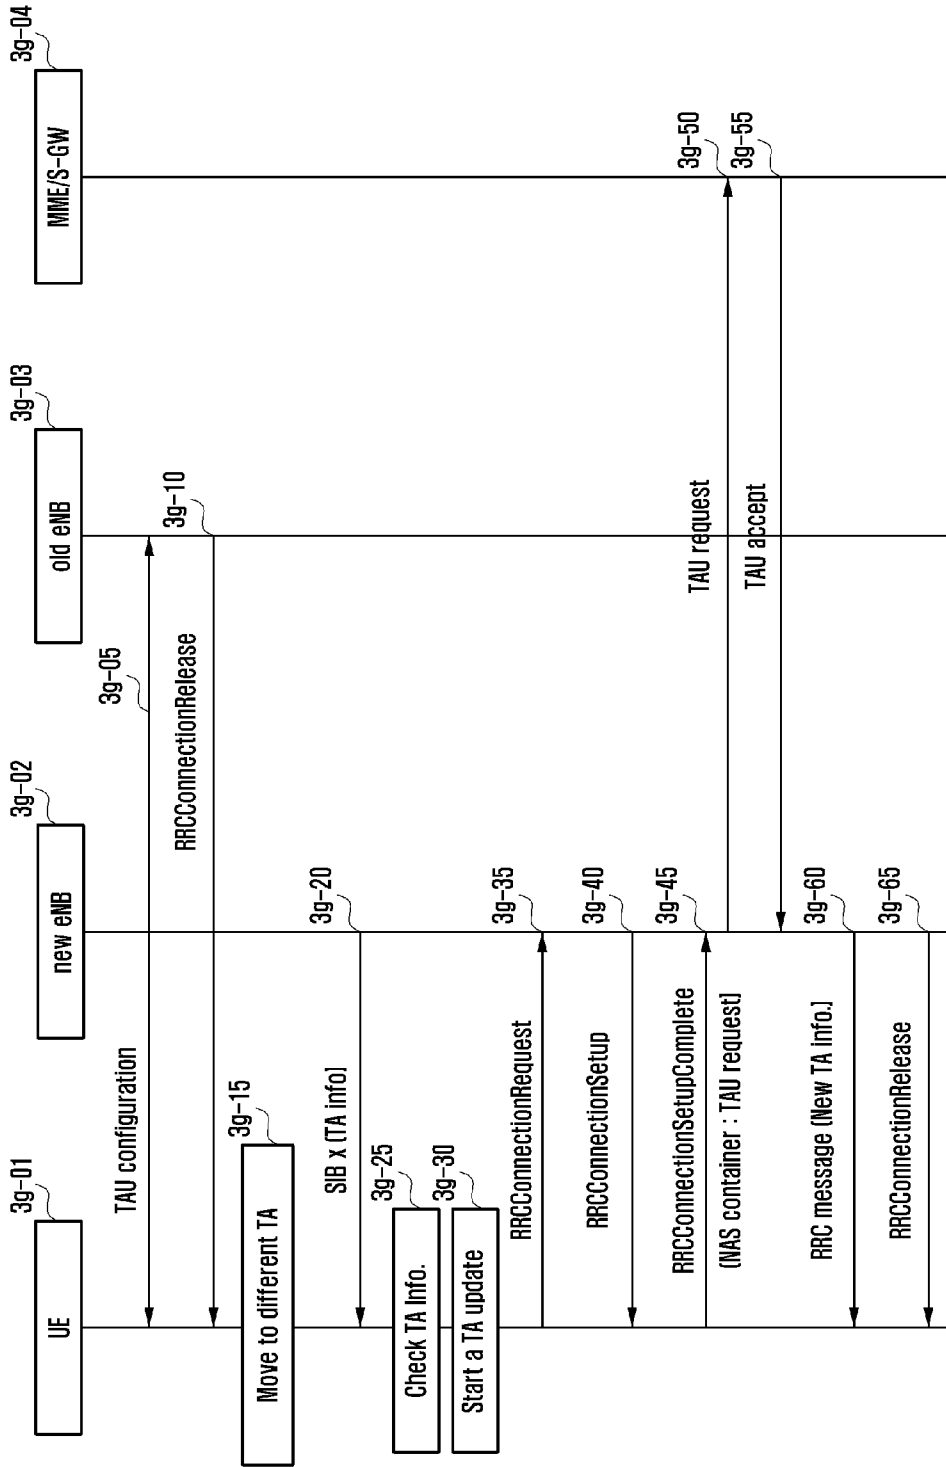 3g-01
3g-02
3g-03
3g-04
UE
new eNB
old eNB
MME/S-GW
TAU configuration
3g-05
RRCConnectionRelease
3g-10
3g-15
Move to different TA
3g-20
SIB x (TA info)
3g-25
Check TA Info.
3g-30
Start a TA update
3g-35
RRCConnectionRequest
3g-40
RRCConnectionSetup
3g-45
RRCConnectionSetupComplete
(NAS container : TAU request)
TAU request
3g-50
TAU accept
3g-55
3g-60
RRC message (New TA info.)
3g-65
RRCConnectionRelease